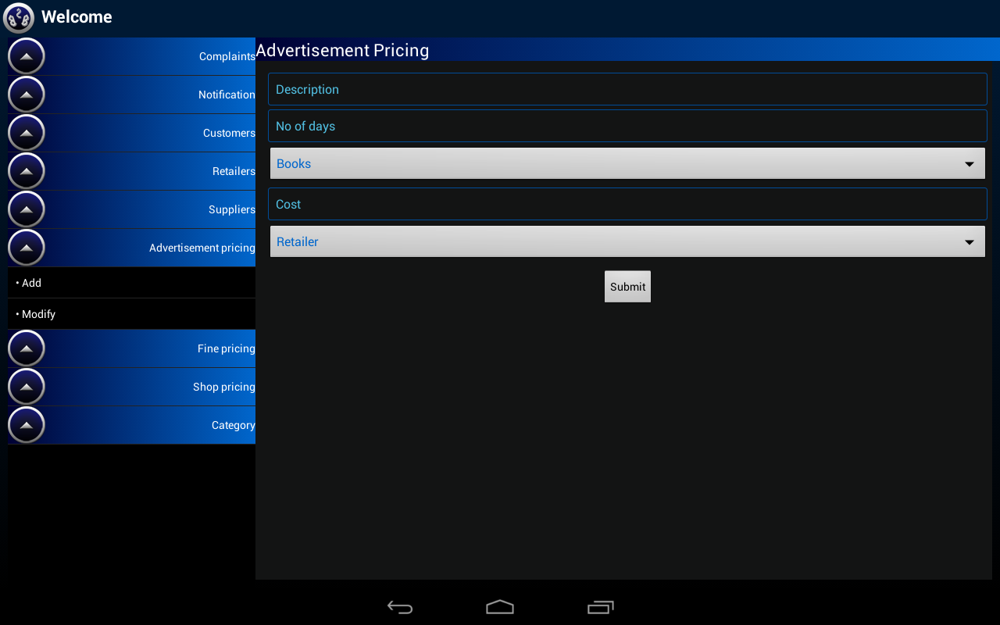 Welcome
Complaints
Notification
Customers
Retailers
Suppliers
Advertisement pricing
• Add
• Modify
Fine pricing
Shop pricing
Category
Advertisement Pricing
Description
No of days
Books
Cost
Retailer
Submit